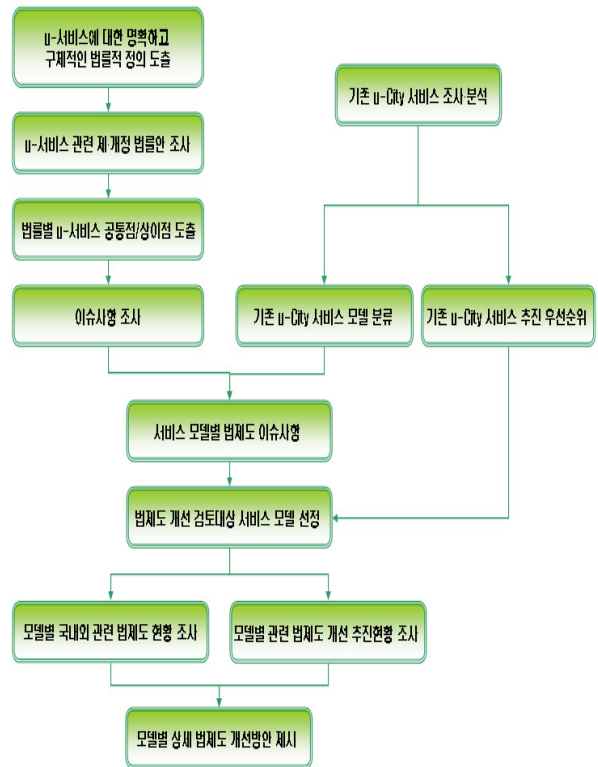 u-서비스에 대한 명확하고
구체적인 법률적 정의 도출
기존 u-City 서비스 조사 분석
u-서비스 관련 제·개정 법률안 조사
법률별 u-서비스 공통점/상이점 도출
이슈사항 조사
기존 u-City 서비스 모델 분류
기존 u-City 서비스 추진 우선순위
서비스 모델별 법제도 이슈사항
법제도 개선 검토대상 서비스 모델 선정
모델별 국내외 관련 법제도 현황 조사
모델별 관련 법제도 개선 추진현황 조사
모델별 상세 법제도 개선방안 제시